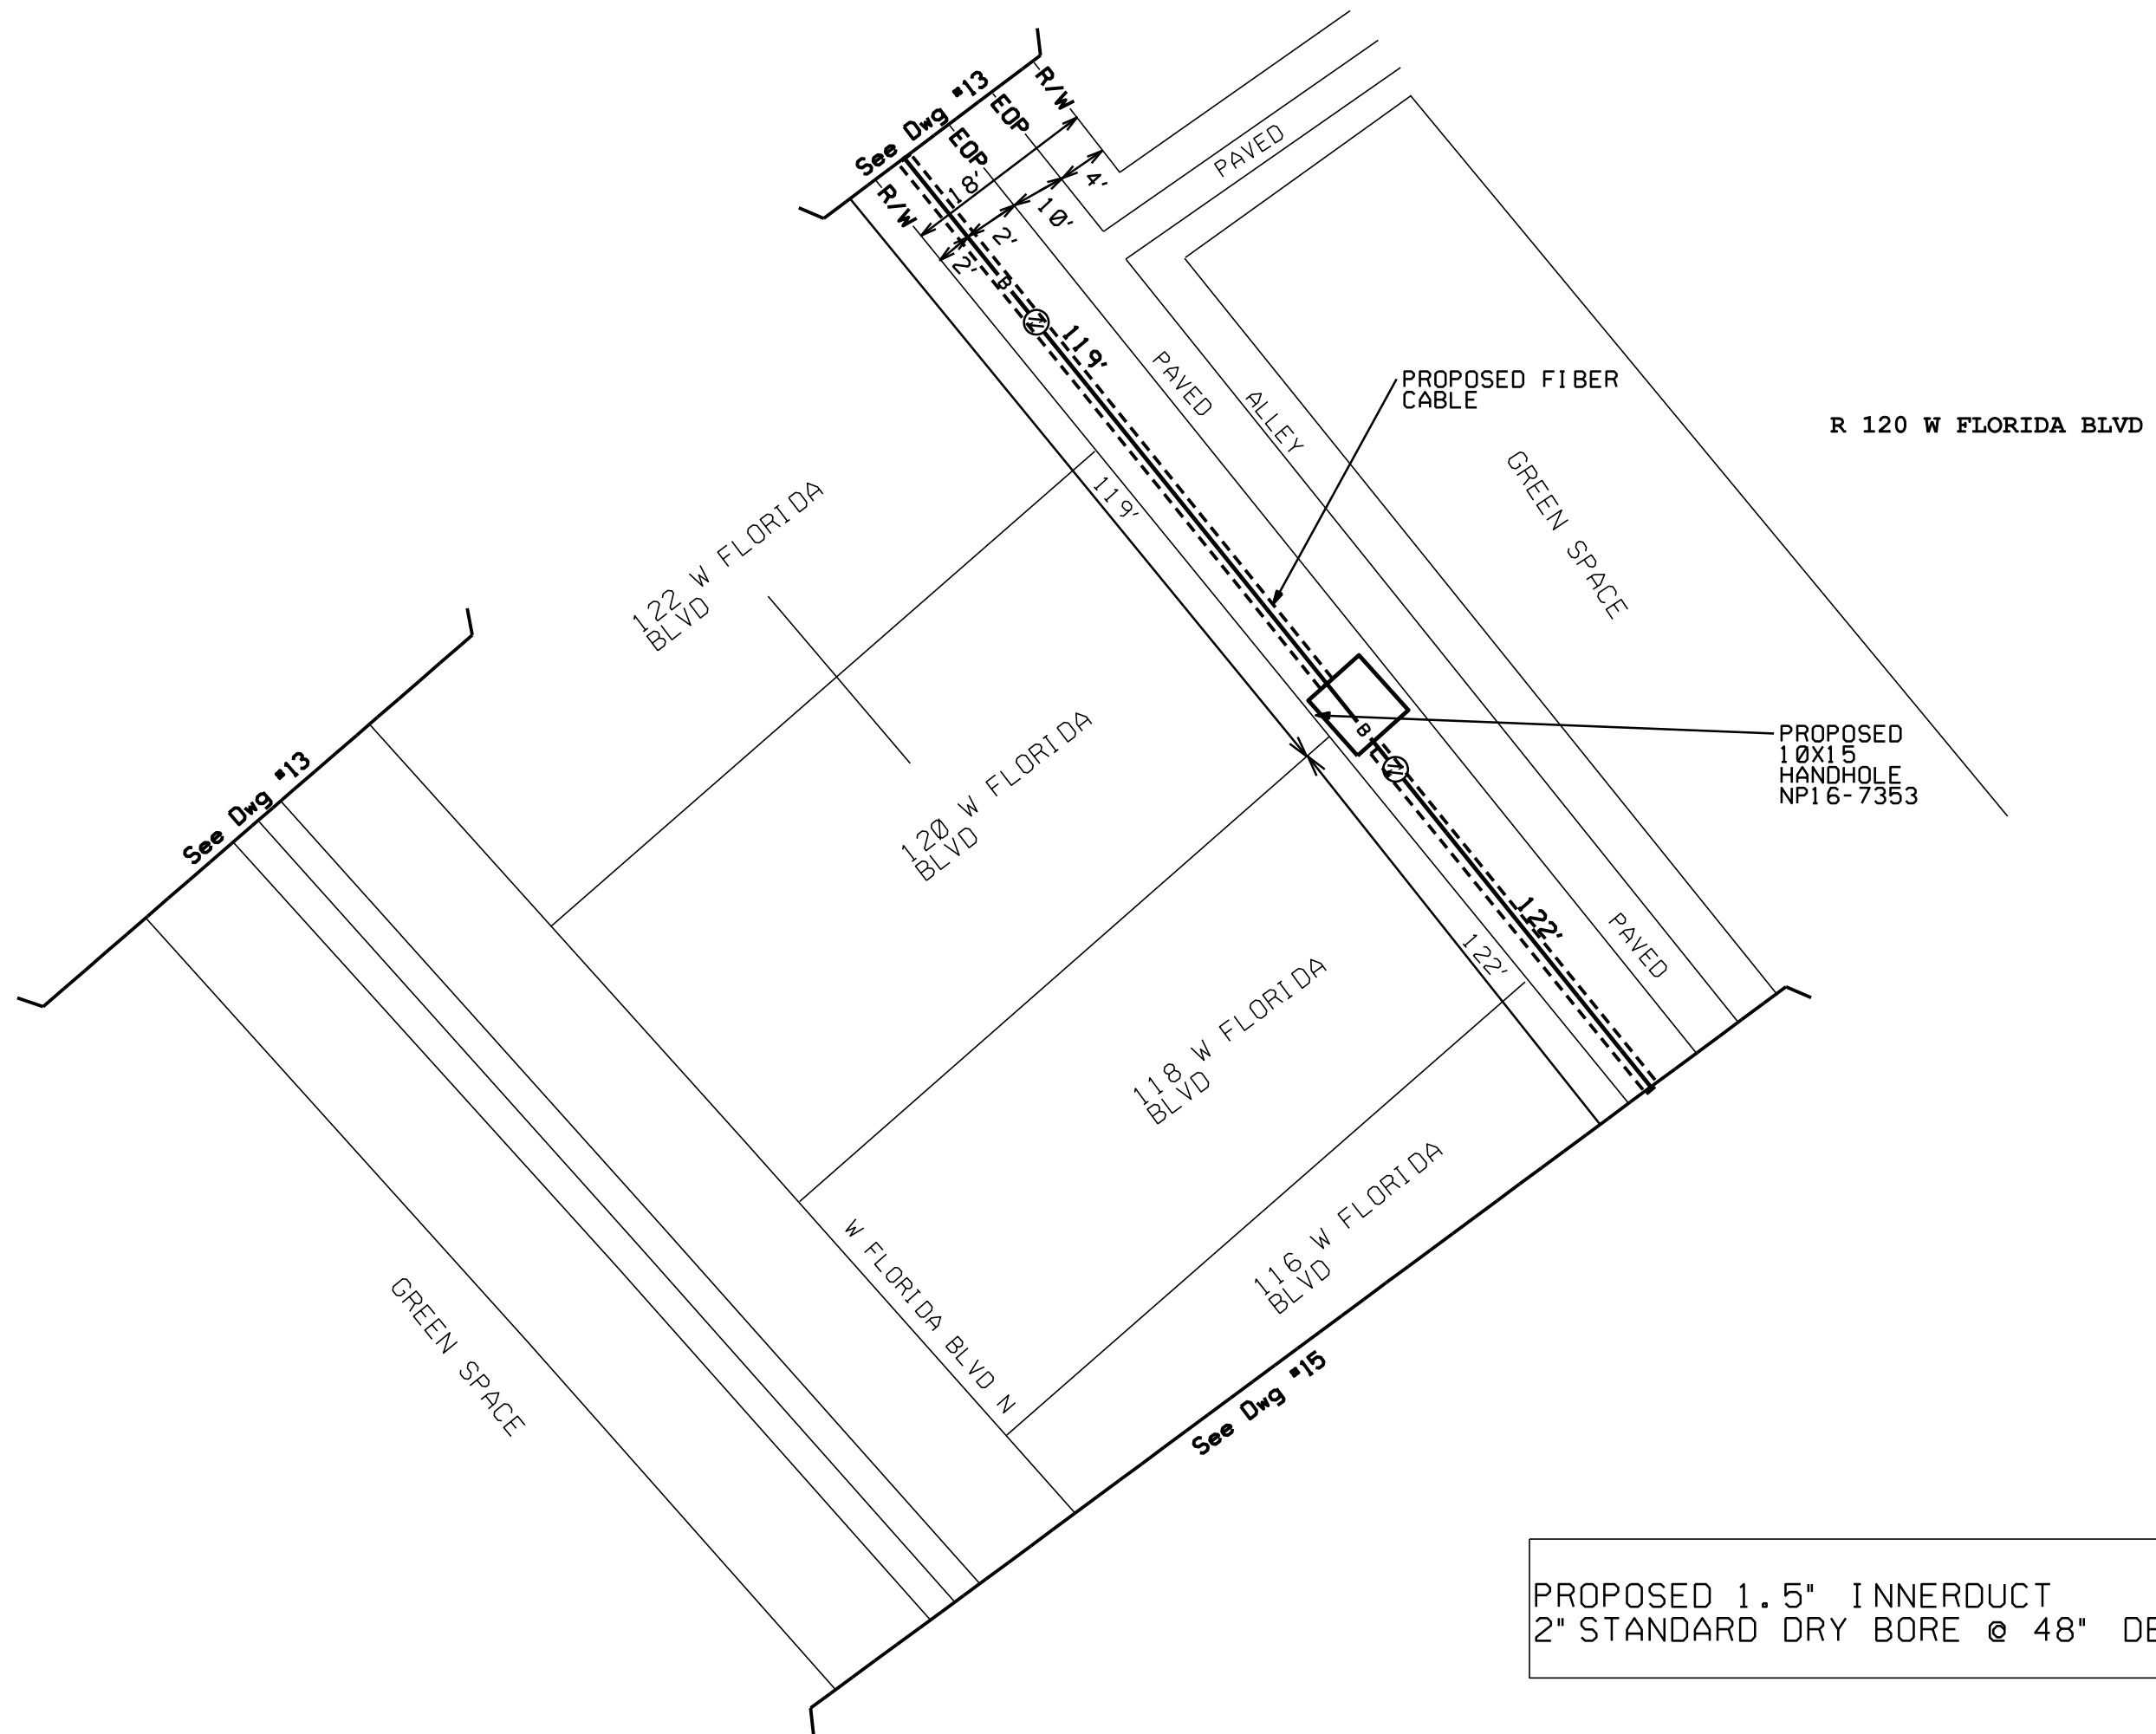 See Dwg #13
R/W
EOP
EOP
R/W
18'
4'
10'
2'
2'
B
PAVED
119'
PAVED
ALLEY
PROPOSED FIBER
CABLE
R 120 W FLORIDA BLVD
GREEN SPACE
119'
122 W FLORIDA
BLVD
120 W FLORIDA
BLVD
B
PROPOSED
10X15
HANDHOLE
NP16-7353
See Dwg #13
122'
PAVED
122'
118 W FLORIDA
BLVD
116 W FLORIDA
BLVD
W FLORIDA BLVD N
GREEN SPACE
See Dwg #15
PROPOSED 1.5" INNERDUCT
2" STANDARD DRY BORE @ 48" DE